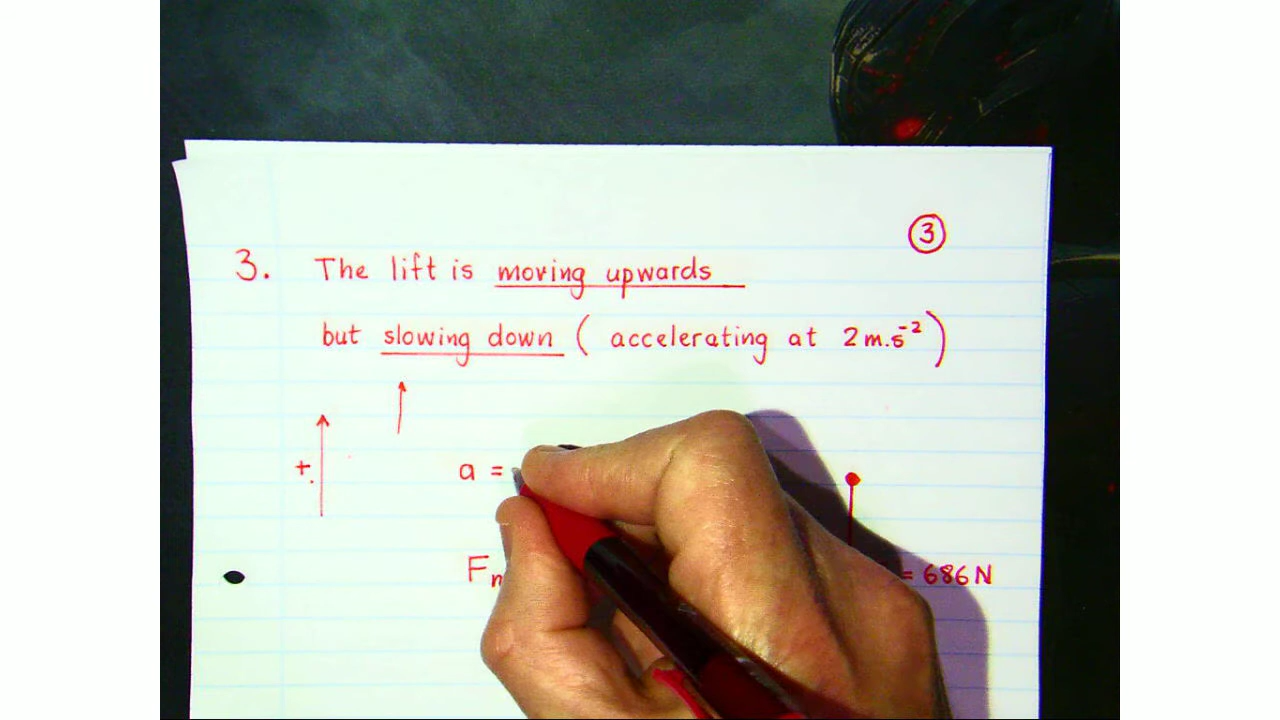 3
3. The lift is moving upwards
but slowing down ( accelerating at 2 m.s⁻²)
+.
a =
= 686 N